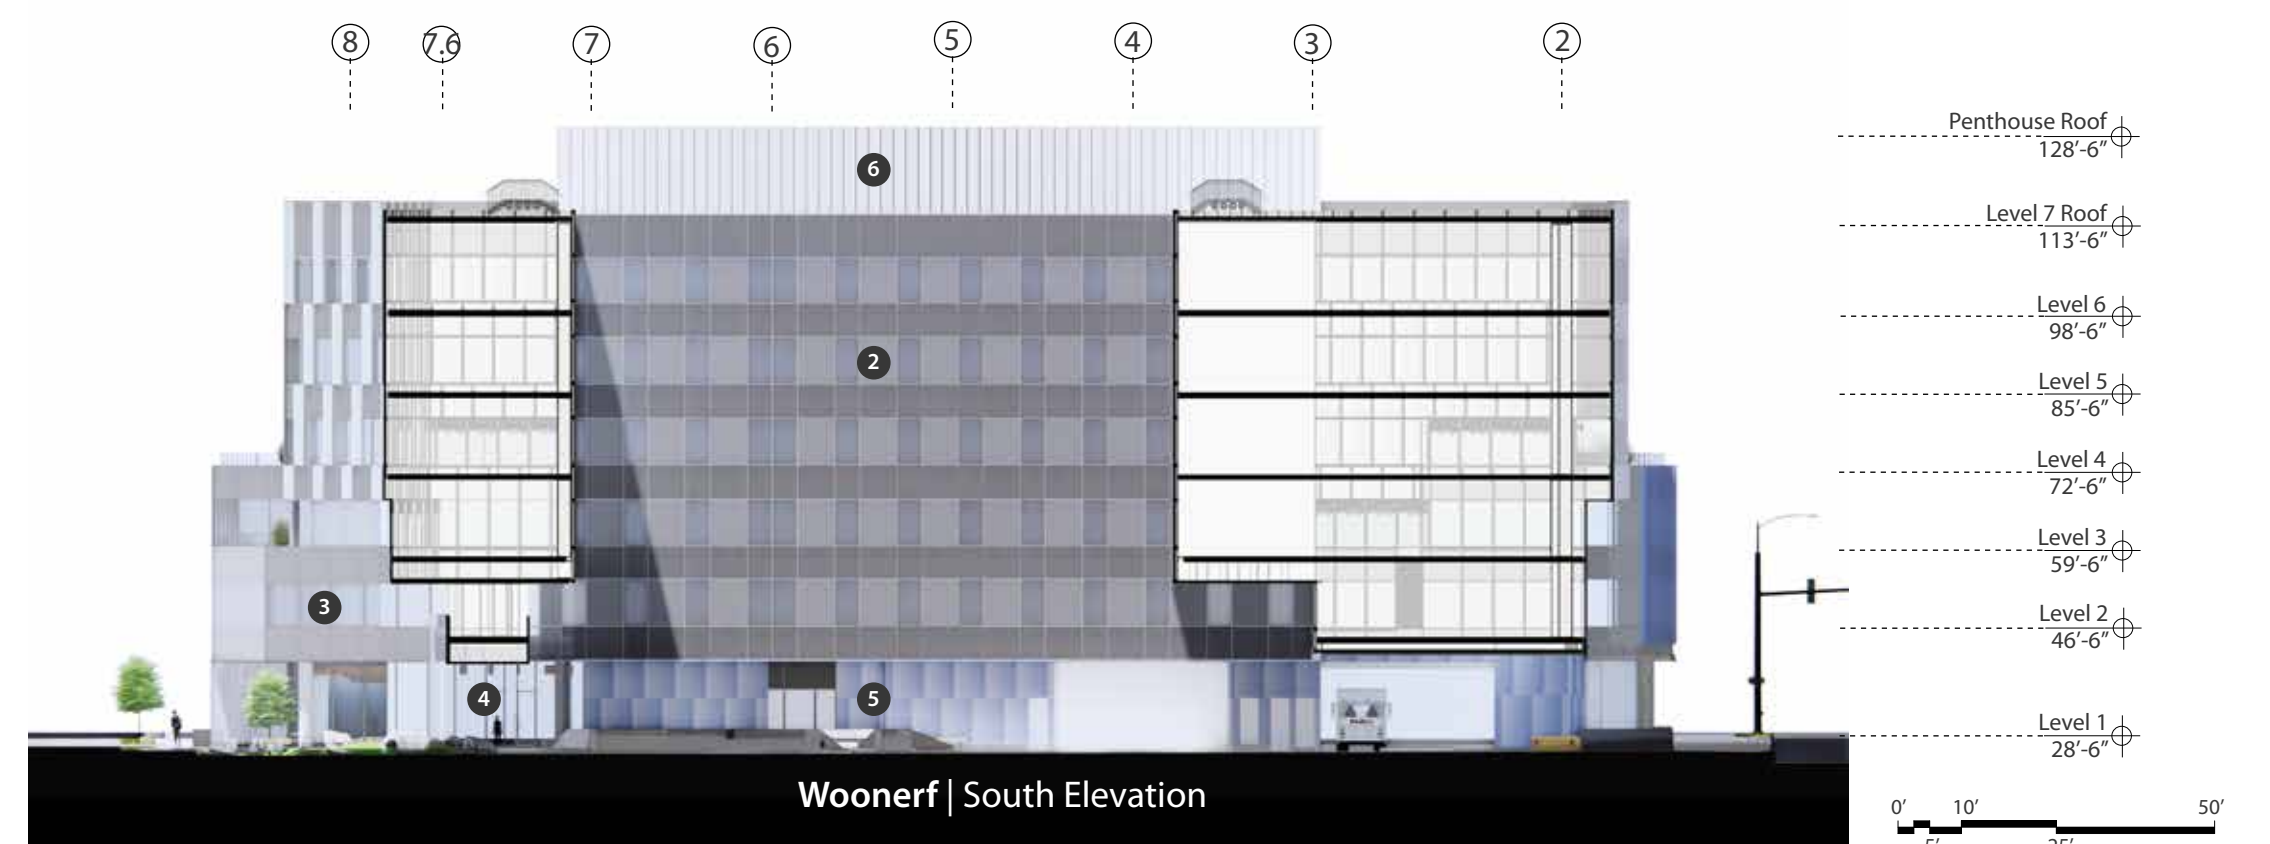 8 7.6 7 6 5 4 3 2
Penthouse Roof
128’-6”
6
Level 7 Roof
113’-6”
Level 6
98’-6”
2
Level 5
85’-6”
Level 4
72’-6”
Level 3
59’-6”
3
Level 2
46’-6”
4 5
Level 1
28’-6”
Woonerf | South Elevation
0’ 10’ 50’
5’ 25’